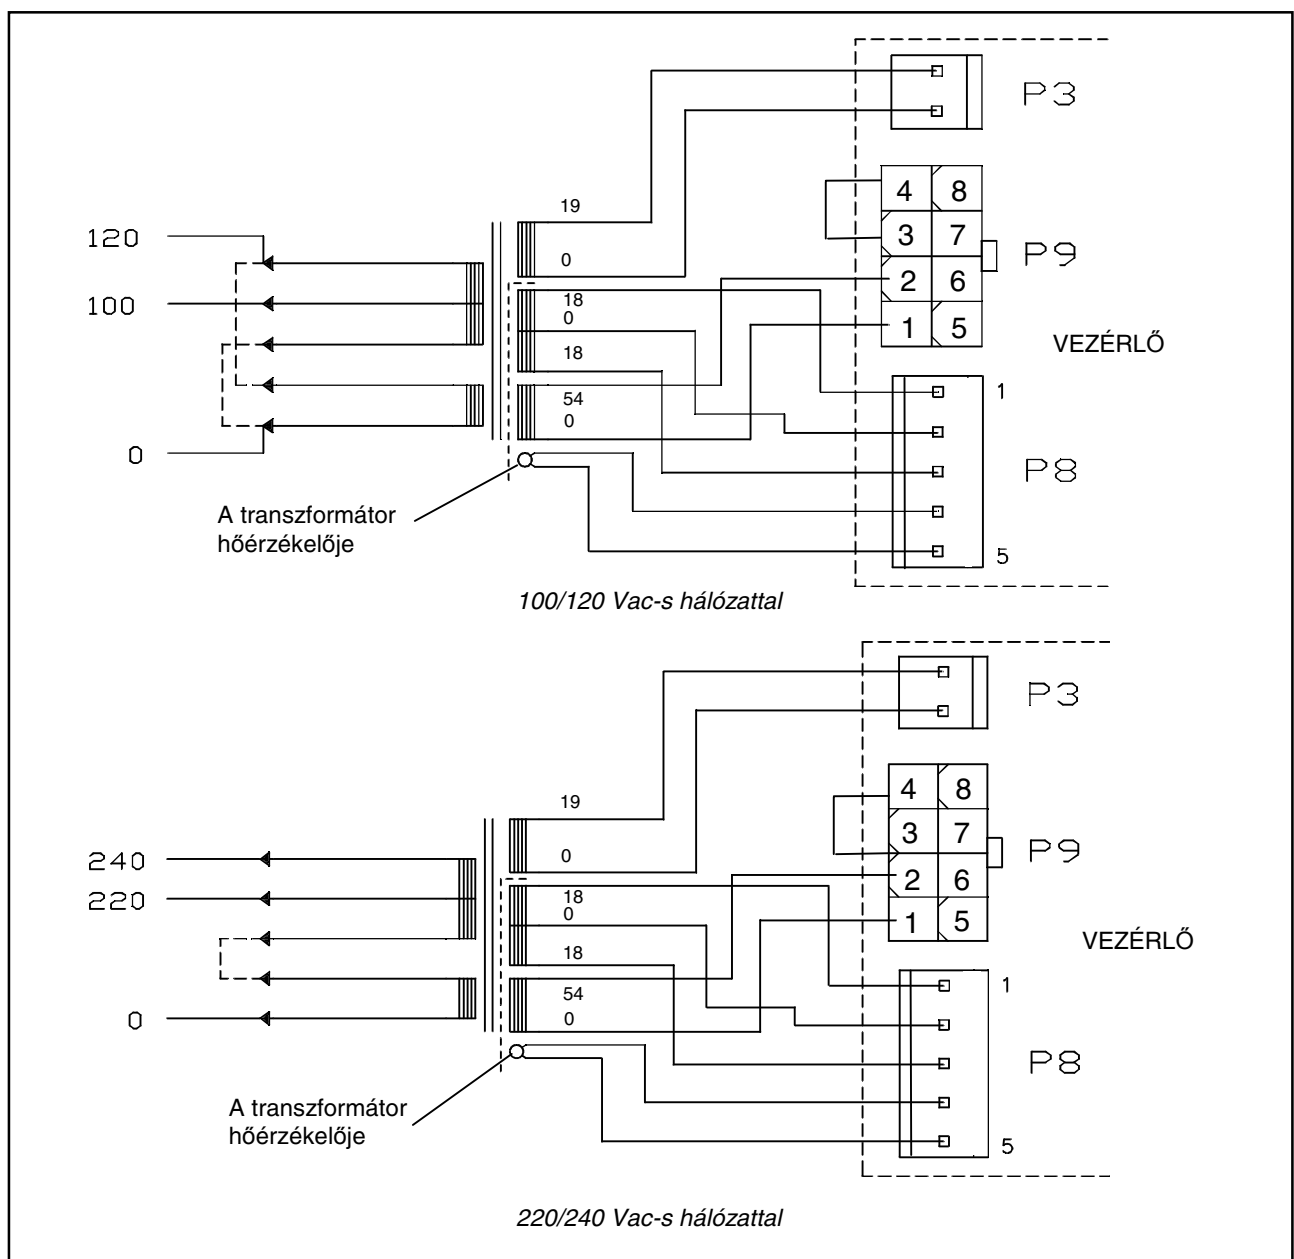 P3
19
4 8
120
3 7
P9
0
2 6
100
18
0
1 5
VEZÉRLŐ
18
1
54
0
0
P8
A transzformátor
hőérzékelője
5
100/120 Vac-s hálózattal
P3
4 8
19
3 7
P9
240
0
2 6
220
18
0
1 5
VEZÉRLŐ
18
1
54
0
0
P8
A transzformátor
hőérzékelője
5
220/240 Vac-s hálózattal